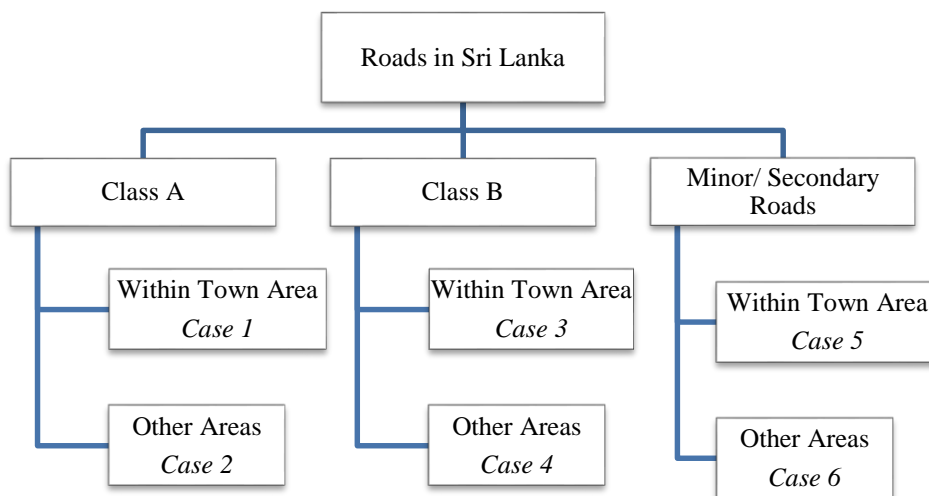 Roads in Sri Lanka
Class A
Class B
Minor/ Secondary
Roads
Within Town Area
Case 1
Within Town Area
Case 3
Within Town Area
Case 5
Other Areas
Case 2
Other Areas
Case 4
Other Areas
Case 6